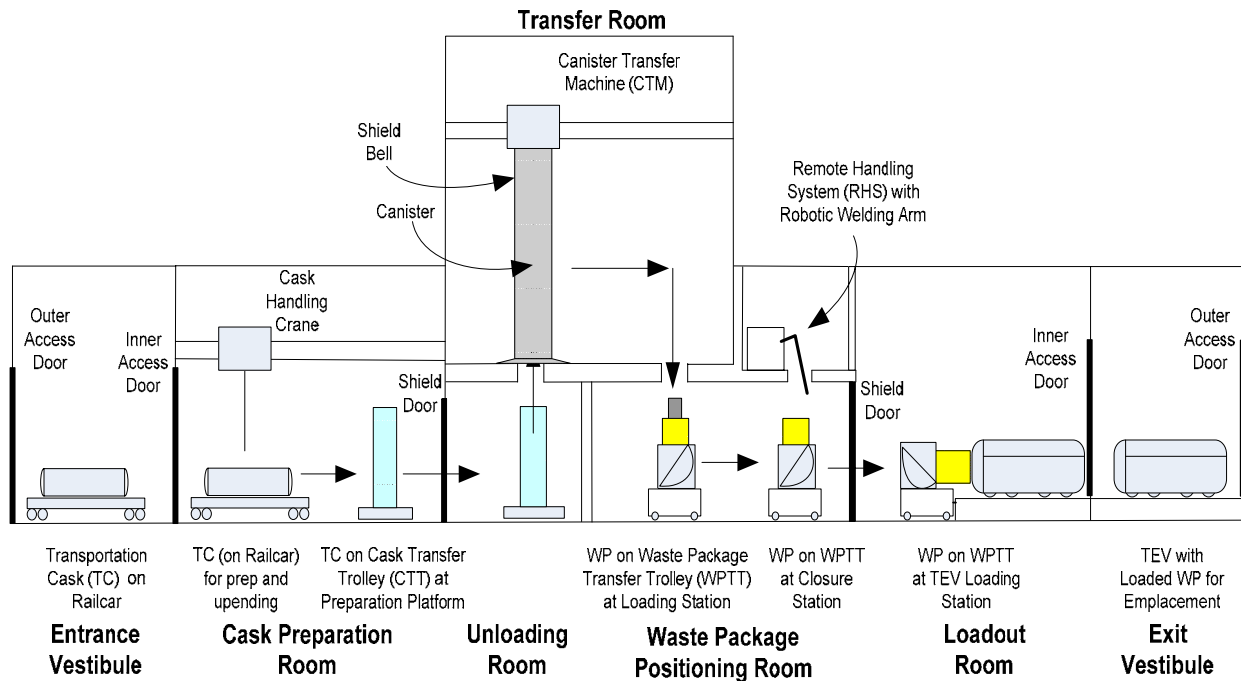 Transfer Room
Canister Transfer
Machine (CTM)
Shield
Bell
Canister
Remote Handling
System (RHS) with
Robotic Welding Arm
Outer
Access
Door
Inner
Access
Door
Cask
Handling
Crane
Shield
Door
Shield
Door
Inner
Access
Door
Outer
Access
Door
Transportation
Cask (TC) on
Railcar
TC (on Railcar)
for prep and
upending
TC on Cask Transfer
Trolley (CTT) at
Preparation Platform
WP on Waste Package
Transfer Trolley (WPTT)
at Loading Station
WP on WPTT
at Closure
Station
WP on WPTT
at TEV Loading
Station
TEV with
Loaded WP for
Emplacement
Entrance
Vestibule
Cask Preparation
Room
Unloading
Room
Waste Package
Positioning Room
Loadout
Room
Exit
Vestibule